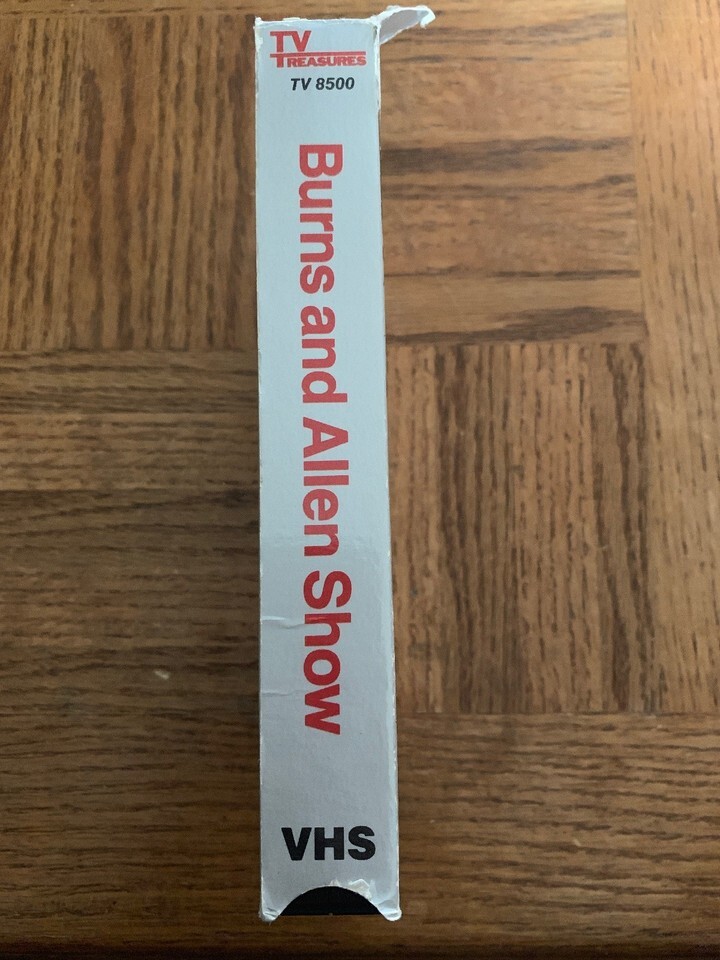 TV
TREASURES
TV 8500
Burns and Allen Show
VHS